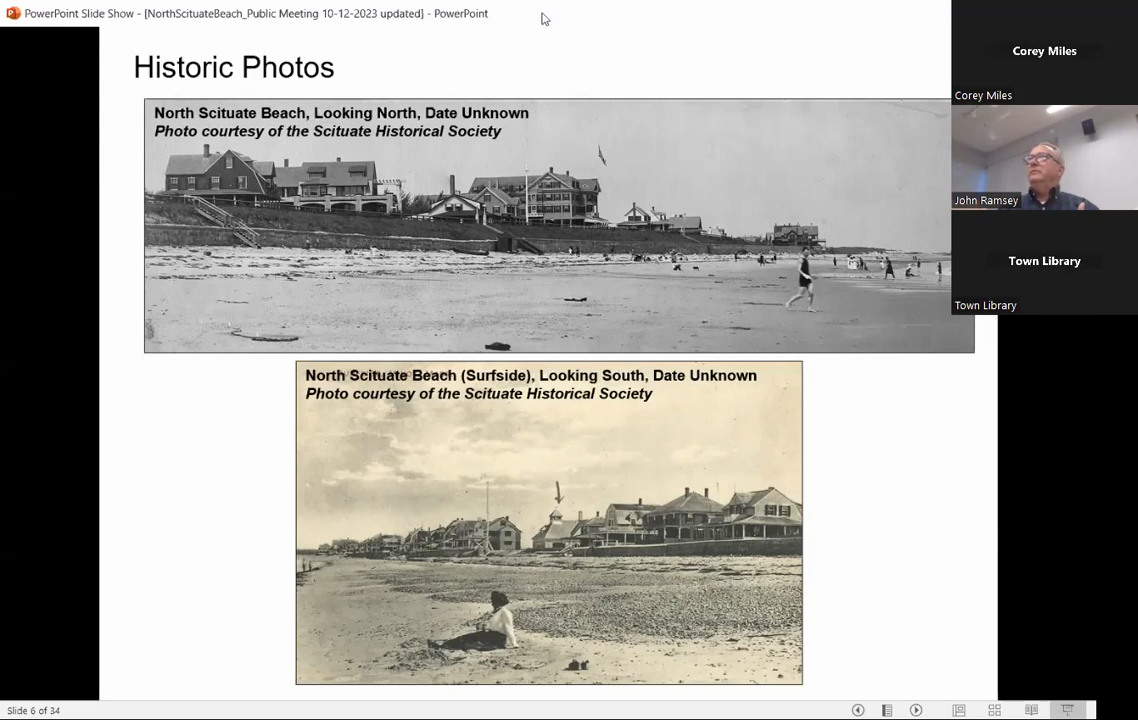 PowerPoint Slide Show - [NorthScituateBeach_Public Meeting 10-12-2023 updated] - PowerPoint
Historic Photos
North Scituate Beach, Looking North, Date Unknown
Photo courtesy of the Scituate Historical Society
North Scituate Beach (Surfside), Looking South, Date Unknown
Photo courtesy of the Scituate Historical Society
Corey Miles
Corey Miles
John Ramsey
Town Library
Town Library
Slide 6 of 34